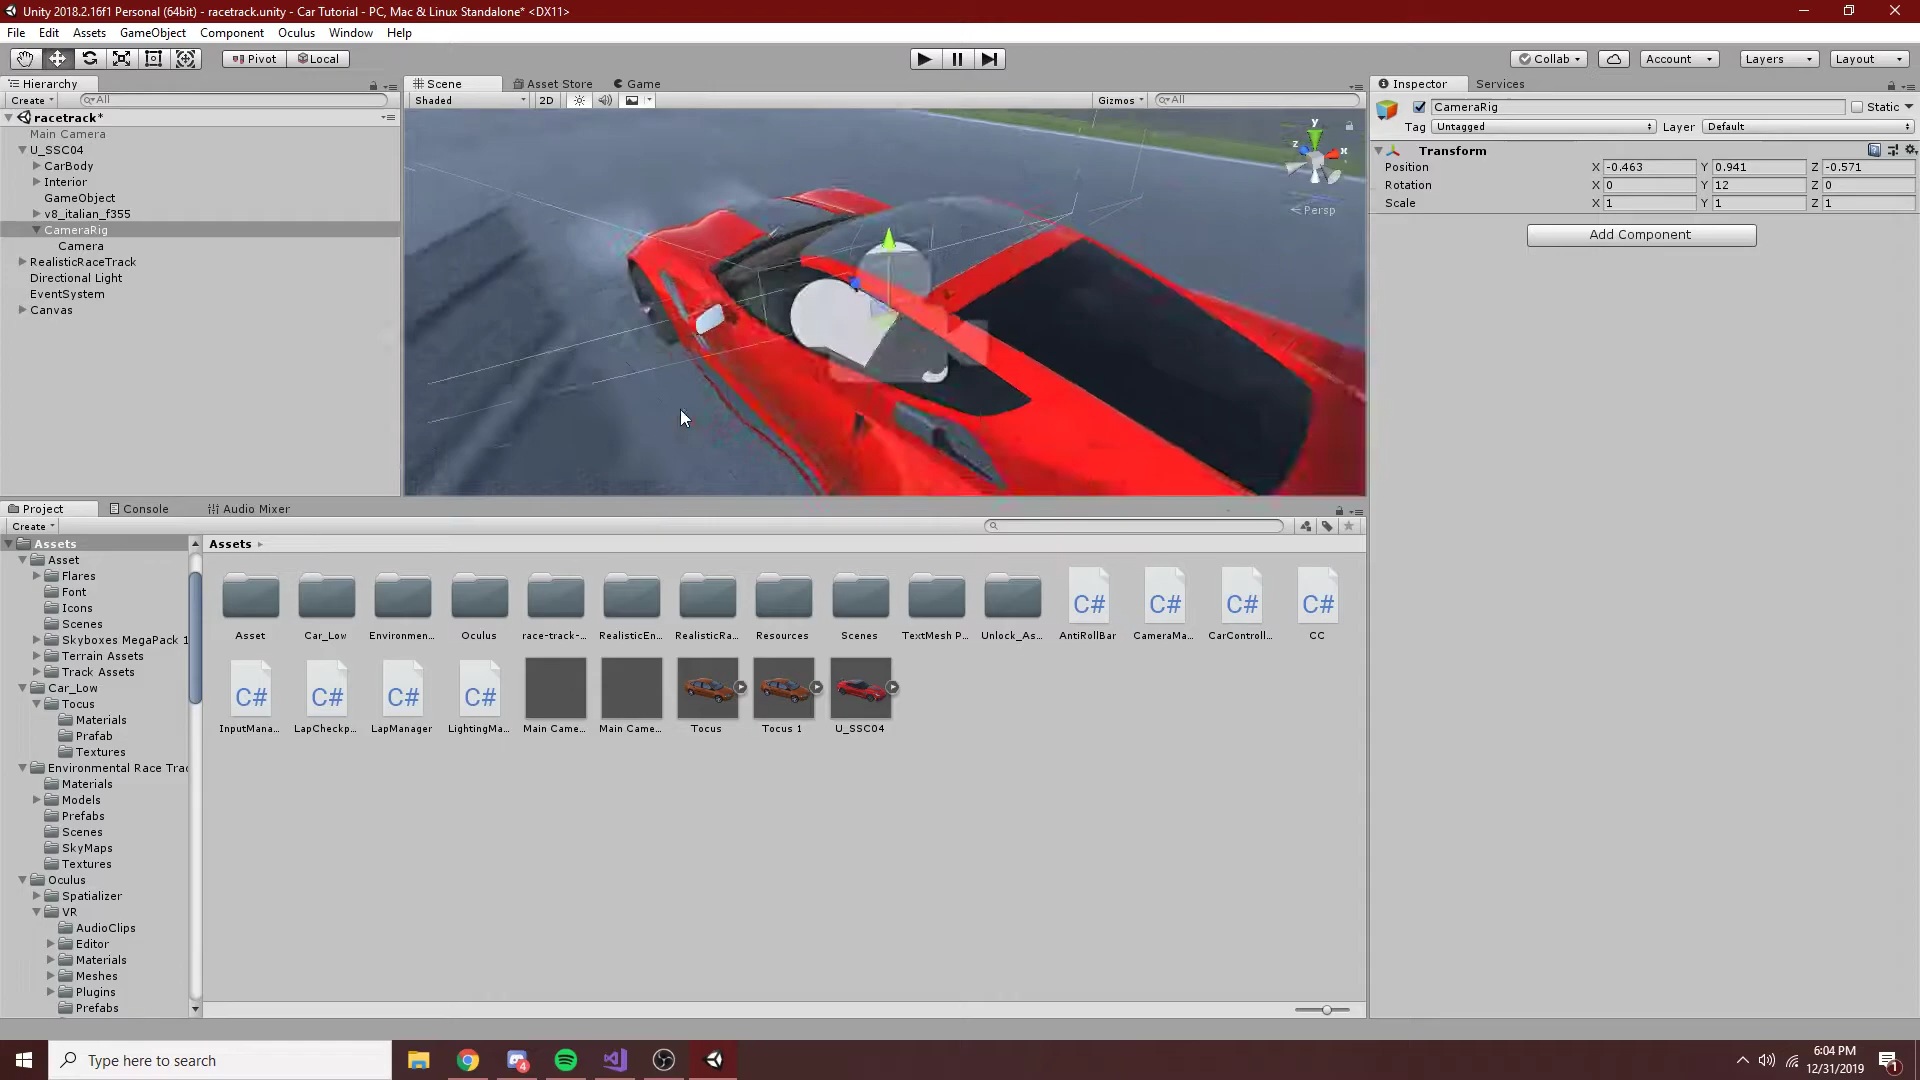 Unity 2018.2.16f1 Personal (64bit) - racetrack.unity - Car Tutorial - PC, Mac & Linux Standalone* <DX11>
File Edit Assets GameObject Component Oculus Window Help
Pivot Local Collab Account Layers Layout
Hierarchy Scene Asset Store Game Inspector Services
Create All Shaded 2D Gizmos All CameraRig Static
racetrack*
Tag Untagged Layer Default
Main Camera
U_SSC04
Transform
CarBody
Position X -0.463 Y 0.941 Z -0.571
Interior
Rotation X 0 Y 12 Z 0
GameObject
Scale X 1 Y 1 Z 1
v8_italian_f355
CameraRig
Add Component
Camera
RealisticRaceTrack
Directional Light
EventSystem
Canvas
y
z
x
Persp
Project Console Audio Mixer
Create
Assets
Asset
Flares
Font
Icons
Scenes
Skyboxes MegaPack 1
Terrain Assets
Track Assets
Car_Low
Tocus
Materials
Prafab
Textures
Environmental Race Trac
Materials
Models
Prefabs
Scenes
SkyMaps
Textures
Oculus
Spatializer
VR
AudioClips
Editor
Materials
Meshes
Plugins
Prefabs
Assets
C# C# C# C#
Asset Car_Low Environmen... Oculus race-track-... RealisticEn... RealisticRa... Resources Scenes TextMesh P... Unlock_As... AntiRollBar CameraMa... CarControll... CC
C# C# C# C#
InputMana... LapCheckp... LapManager LightingMa... Main Came... Main Came... Tocus Tocus 1 U_SSC04
Type here to search
4
6:04 PM
12/31/2019
1